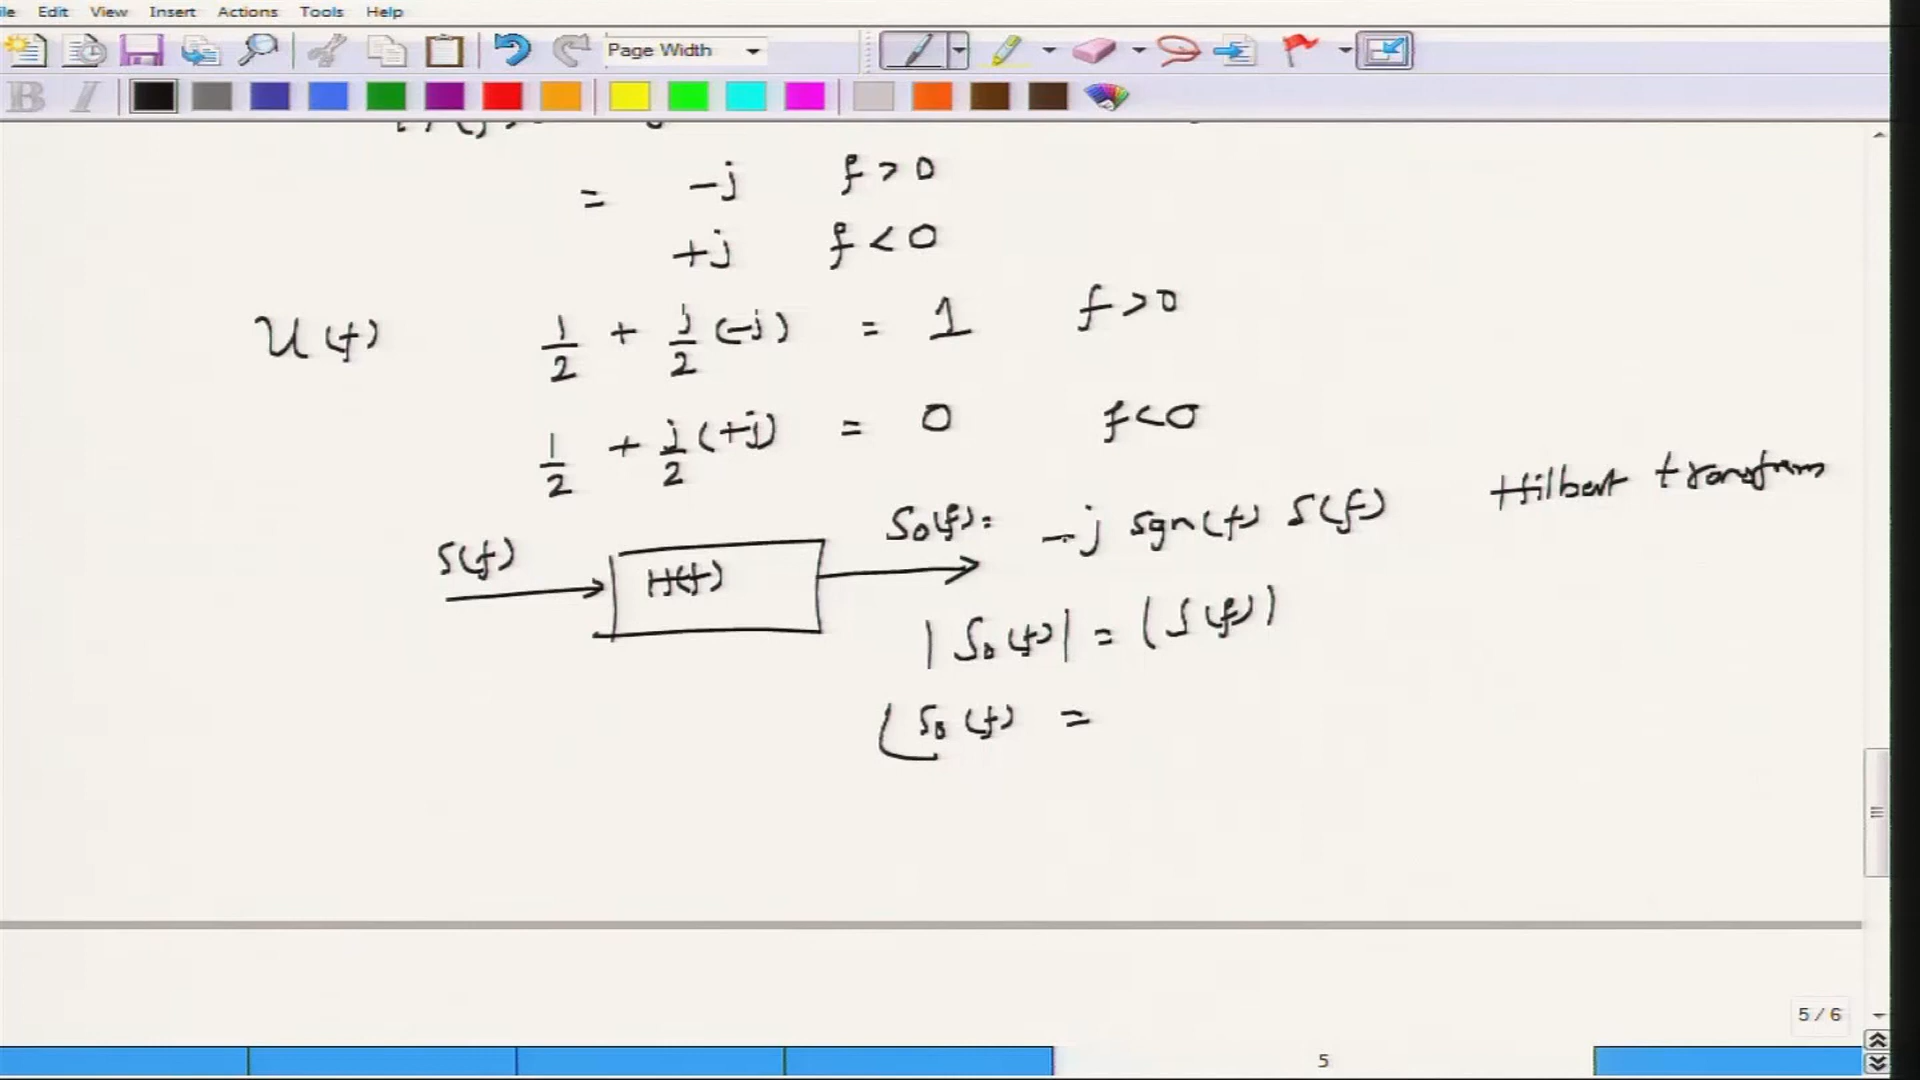 ile Edit View Insert Actions Tools Help
Page Width
B I
= -j f > 0
+j f < 0
U(f) 1/2 + j/2 (-j) = 1 f > 0
1/2 + j/2 (+j) = 0 f < 0
Hilbert transform
S(f) H(f) S0(f) = -j sgn(f) S(f)
|S0(f)| = |S(f)|
∠S0(f) =
5 / 6
5